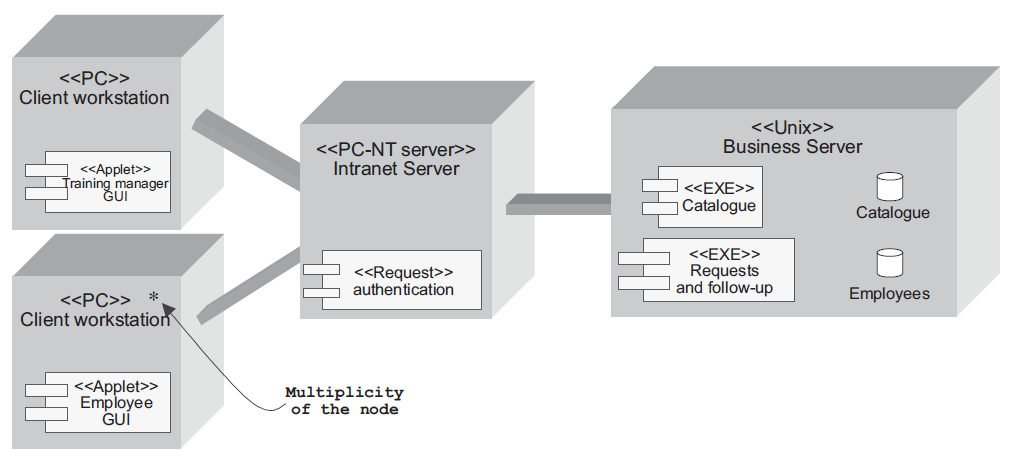 <<PC>>
Client workstation
<<Applet>>
Training manager
GUI
<<PC>> *
Client workstation
<<Applet>>
Employee
GUI
Multiplicity
of the node
<<PC-NT server>>
Intranet Server
<<Request>>
authentication
<<Unix>>
Business Server
<<EXE>>
Catalogue
Catalogue
<<EXE>>
Requests
and follow-up
Employees